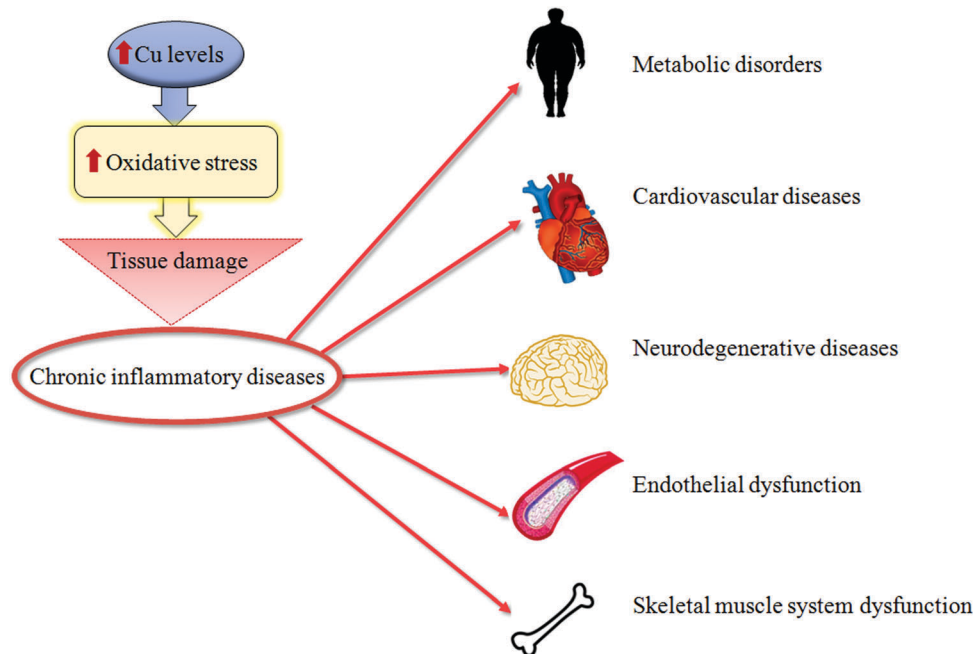 Cu levels
Oxidative stress
Tissue damage
Chronic inflammatory diseases
Metabolic disorders
Cardiovascular diseases
Neurodegenerative diseases
Endothelial dysfunction
Skeletal muscle system dysfunction